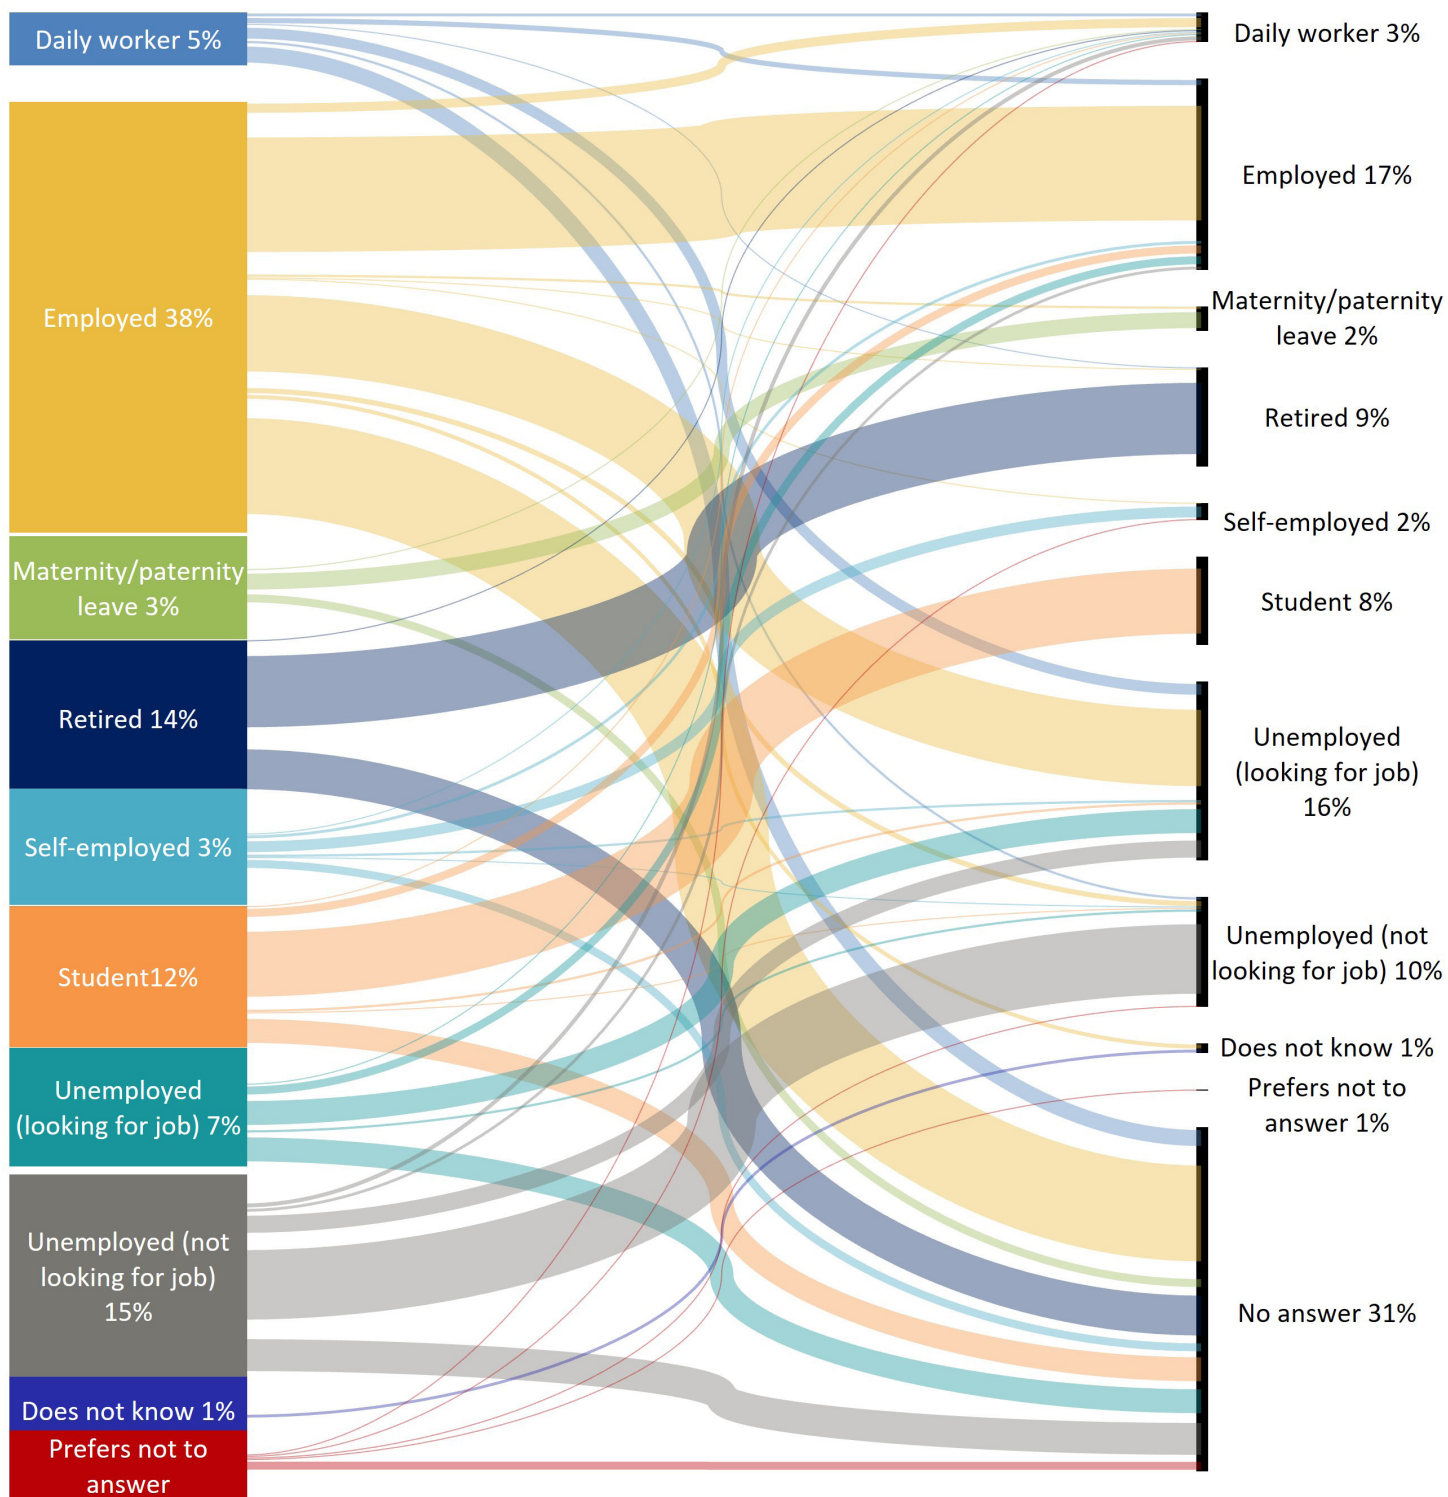 Daily worker 5%
Employed 38%
Maternity/paternity
leave 3%
Retired 14%
Self-employed 3%
Student12%
Unemployed
(looking for job) 7%
Unemployed (not
looking for job)
15%
Does not know 1%
Prefers not to
answer
Daily worker 3%
Employed 17%
Maternity/paternity
leave 2%
Retired 9%
Self-employed 2%
Student 8%
Unemployed
(looking for job)
16%
Unemployed (not
looking for job) 10%
Does not know 1%
Prefers not to
answer 1%
No answer 31%